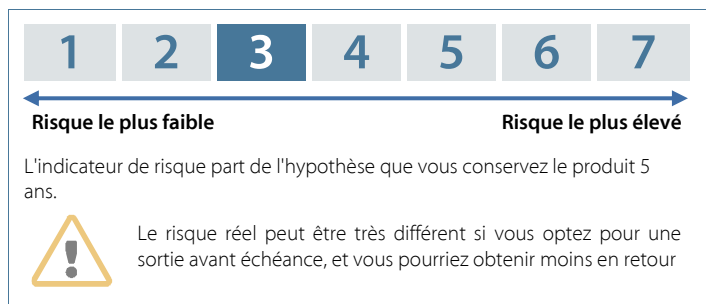 1 2 3 4 5 6 7
Risque le plus faible Risque le plus élevé
L'indicateur de risque part de l'hypothèse que vous conservez le produit 5
ans.
Le risque réel peut être très différent si vous optez pour une
sortie avant échéance, et vous pourriez obtenir moins en retour